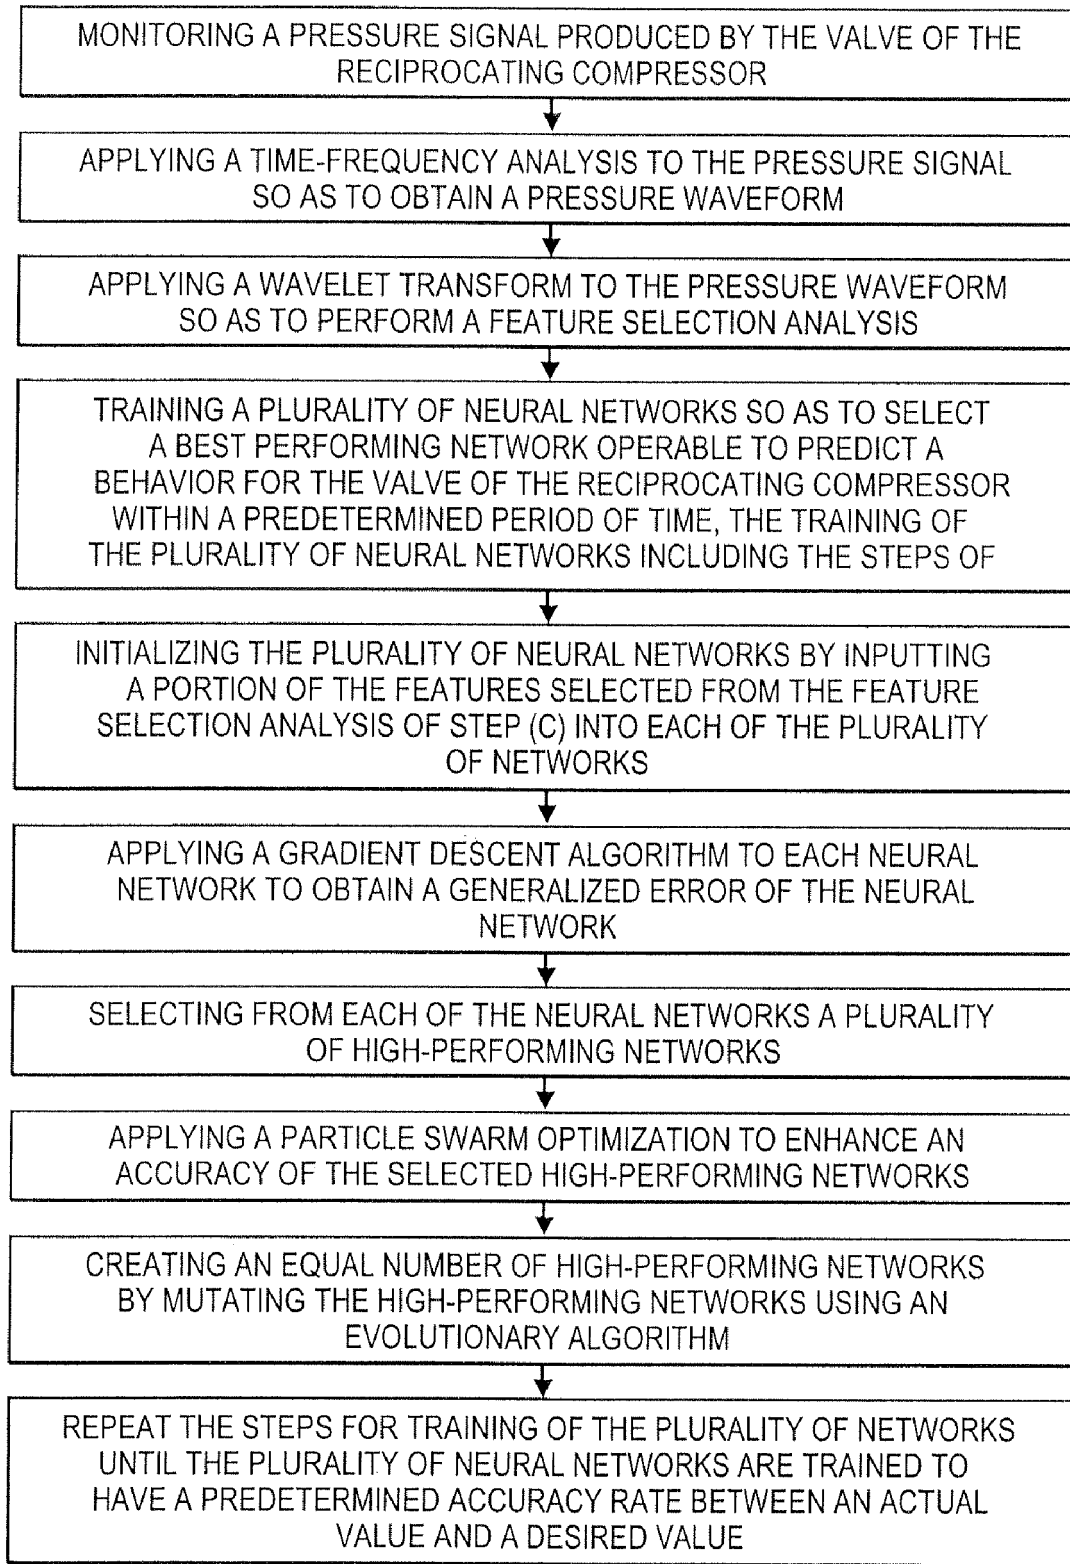 MONITORING A PRESSURE SIGNAL PRODUCED BY THE VALVE OF THE
RECIPROCATING COMPRESSOR
APPLYING A TIME-FREQUENCY ANALYSIS TO THE PRESSURE SIGNAL
SO AS TO OBTAIN A PRESSURE WAVEFORM
APPLYING A WAVELET TRANSFORM TO THE PRESSURE WAVEFORM
SO AS TO PERFORM A FEATURE SELECTION ANALYSIS
TRAINING A PLURALITY OF NEURAL NETWORKS SO AS TO SELECT
A BEST PERFORMING NETWORK OPERABLE TO PREDICT A
BEHAVIOR FOR THE VALVE OF THE RECIPROCATING COMPRESSOR
WITHIN A PREDETERMINED PERIOD OF TIME, THE TRAINING OF
THE PLURALITY OF NEURAL NETWORKS INCLUDING THE STEPS OF
INITIALIZING THE PLURALITY OF NEURAL NETWORKS BY INPUTTING
A PORTION OF THE FEATURES SELECTED FROM THE FEATURE
SELECTION ANALYSIS OF STEP (C) INTO EACH OF THE PLURALITY
OF NETWORKS
APPLYING A GRADIENT DESCENT ALGORITHM TO EACH NEURAL
NETWORK TO OBTAIN A GENERALIZED ERROR OF THE NEURAL
NETWORK
SELECTING FROM EACH OF THE NEURAL NETWORKS A PLURALITY
OF HIGH-PERFORMING NETWORKS
APPLYING A PARTICLE SWARM OPTIMIZATION TO ENHANCE AN
ACCURACY OF THE SELECTED HIGH-PERFORMING NETWORKS
CREATING AN EQUAL NUMBER OF HIGH-PERFORMING NETWORKS
BY MUTATING THE HIGH-PERFORMING NETWORKS USING AN
EVOLUTIONARY ALGORITHM
REPEAT THE STEPS FOR TRAINING OF THE PLURALITY OF NETWORKS
UNTIL THE PLURALITY OF NEURAL NETWORKS ARE TRAINED TO
HAVE A PREDETERMINED ACCURACY RATE BETWEEN AN ACTUAL
VALUE AND A DESIRED VALUE